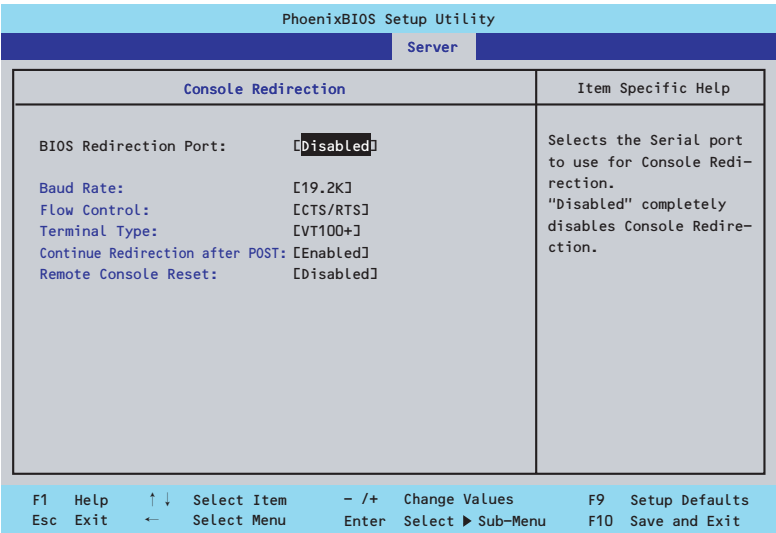 PhoenixBIOS Setup Utility
Server
Console Redirection
BIOS Redirection Port: [Disabled]
Baud Rate: [19.2K]
Flow Control: [CTS/RTS]
Terminal Type: [VT100+]
Continue Redirection after POST: [Enabled]
Remote Console Reset: [Disabled]
Item Specific Help
Selects the Serial port
to use for Console Redi-
rection.
"Disabled" completely
disables Console Redire-
ction.
F1 Help ↑↓ Select Item - /+ Change Values F9 Setup Defaults
Esc Exit ← Select Menu Enter Select ▶ Sub-Menu F10 Save and Exit